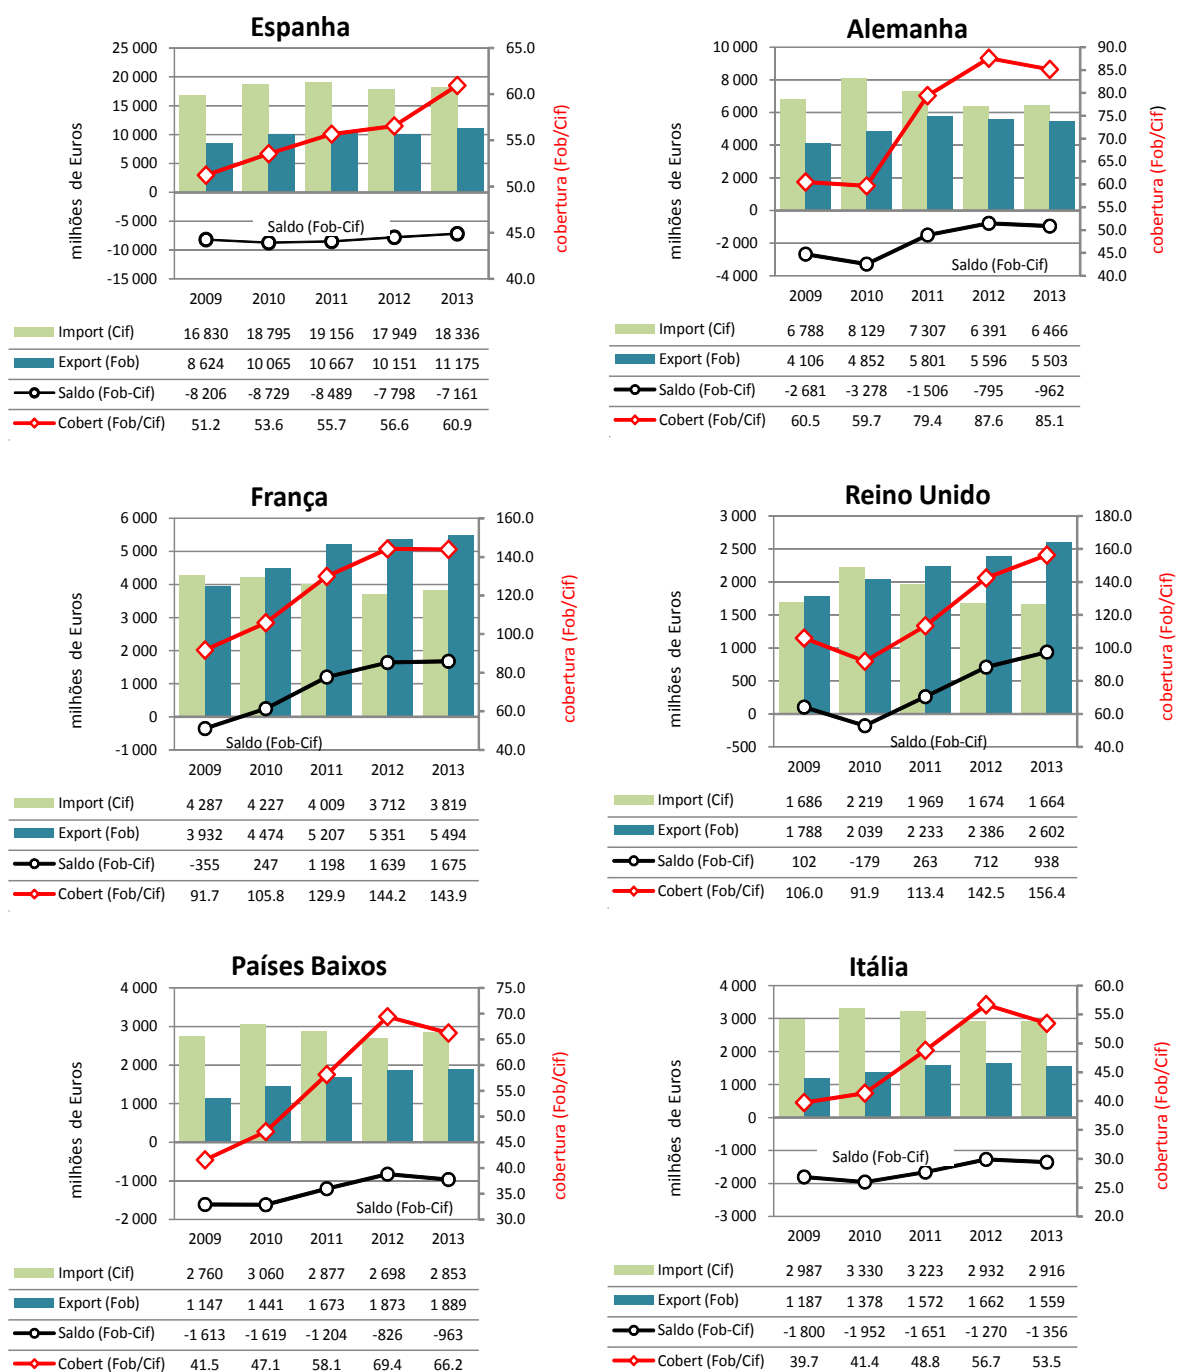 Espanha
25 000
20 000
15 000
10 000
5 000
0
-5 000
-10 000
-15 000
65.0
60.0
55.0
50.0
45.0
40.0
milhões de Euros
cobertura (Fob/Cif)
Saldo (Fob-Cif)
2009 2010 2011 2012 2013
Import (Cif) 16 830 18 795 19 156 17 949 18 336
Export (Fob) 8 624 10 065 10 667 10 151 11 175
Saldo (Fob-Cif) -8 206 -8 729 -8 489 -7 798 -7 161
Cobert (Fob/Cif) 51.2 53.6 55.7 56.6 60.9
Alemanha
10 000
8 000
6 000
4 000
2 000
0
-2 000
-4 000
90.0
85.0
80.0
75.0
70.0
65.0
60.0
55.0
50.0
45.0
40.0
milhões de Euros
cobertura (Fob/Cif)
Saldo (Fob-Cif)
2009 2010 2011 2012 2013
Import (Cif) 6 788 8 129 7 307 6 391 6 466
Export (Fob) 4 106 4 852 5 801 5 596 5 503
Saldo (Fob-Cif) -2 681 -3 278 -1 506 -795 -962
Cobert (Fob/Cif) 60.5 59.7 79.4 87.6 85.1
França
6 000
5 000
4 000
3 000
2 000
1 000
0
-1 000
160.0
140.0
120.0
100.0
80.0
60.0
40.0
milhões de Euros
cobertura (Fob/Cif)
Saldo (Fob-Cif)
2009 2010 2011 2012 2013
Import (Cif) 4 287 4 227 4 009 3 712 3 819
Export (Fob) 3 932 4 474 5 207 5 351 5 494
Saldo (Fob-Cif) -355 247 1 198 1 639 1 675
Cobert (Fob/Cif) 91.7 105.8 129.9 144.2 143.9
Reino Unido
3 000
2 500
2 000
1 500
1 000
500
0
-500
180.0
160.0
140.0
120.0
100.0
80.0
60.0
40.0
milhões de Euros
cobertura (Fob/Cif)
Saldo (Fob-Cif)
2009 2010 2011 2012 2013
Import (Cif) 1 686 2 219 1 969 1 674 1 664
Export (Fob) 1 788 2 039 2 233 2 386 2 602
Saldo (Fob-Cif) 102 -179 263 712 938
Cobert (Fob/Cif) 106.0 91.9 113.4 142.5 156.4
Países Baixos
4 000
3 000
2 000
1 000
0
-1 000
-2 000
75.0
70.0
65.0
60.0
55.0
50.0
45.0
40.0
35.0
30.0
milhões de Euros
cobertura (Fob/Cif)
Saldo (Fob-Cif)
2009 2010 2011 2012 2013
Import (Cif) 2 760 3 060 2 877 2 698 2 853
Export (Fob) 1 147 1 441 1 673 1 873 1 889
Saldo (Fob-Cif) -1 613 -1 619 -1 204 -826 -963
Cobert (Fob/Cif) 41.5 47.1 58.1 69.4 66.2
Itália
4 000
3 000
2 000
1 000
0
-1 000
-2 000
-3 000
60.0
55.0
50.0
45.0
40.0
35.0
30.0
25.0
20.0
milhões de Euros
cobertura (Fob/Cif)
Saldo (Fob-Cif)
2009 2010 2011 2012 2013
Import (Cif) 2 987 3 330 3 223 2 932 2 916
Export (Fob) 1 187 1 378 1 572 1 662 1 559
Saldo (Fob-Cif) -1 800 -1 952 -1 651 -1 270 -1 356
Cobert (Fob/Cif) 39.7 41.4 48.8 56.7 53.5